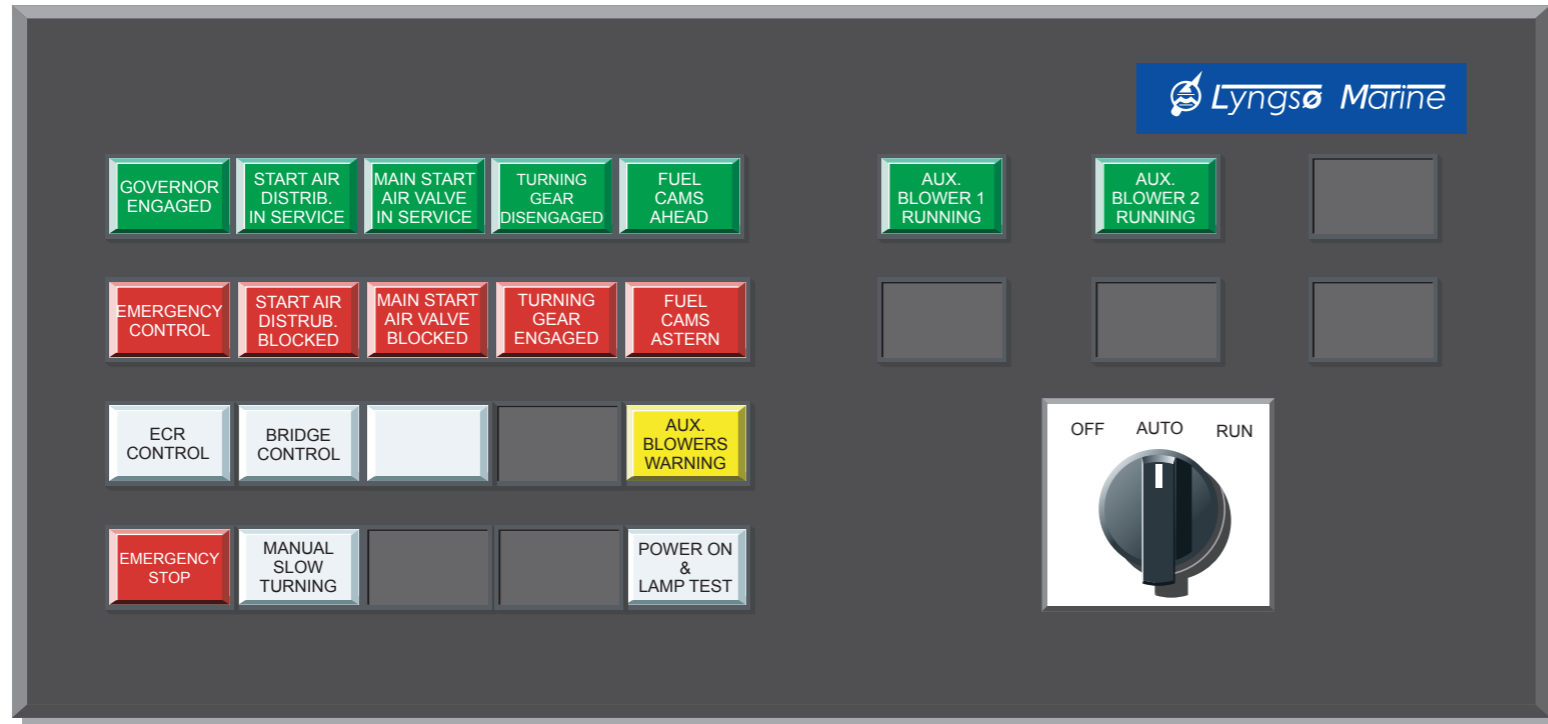 Lyngsø Marine
GOVERNOR
ENGAGED
START AIR
DISTRIB.
IN SERVICE
MAIN START
AIR VALVE
IN SERVICE
TURNING
GEAR
DISENGAGED
FUEL
CAMS
AHEAD
AUX.
BLOWER 1
RUNNING
AUX.
BLOWER 2
RUNNING
EMERGENCY
CONTROL
START AIR
DISTRUB.
BLOCKED
MAIN START
AIR VALVE
BLOCKED
TURNING
GEAR
ENGAGED
FUEL
CAMS
ASTERN
ECR
CONTROL
BRIDGE
CONTROL
AUX.
BLOWERS
WARNING
OFF AUTO RUN
EMERGENCY
STOP
MANUAL
SLOW
TURNING
POWER ON
&
LAMP TEST